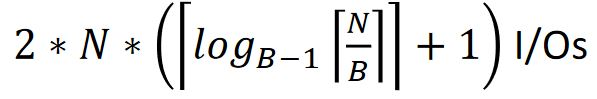 2 * N * (⌈log_{B−1} ⌈N/B⌉⌉ + 1) I/Os